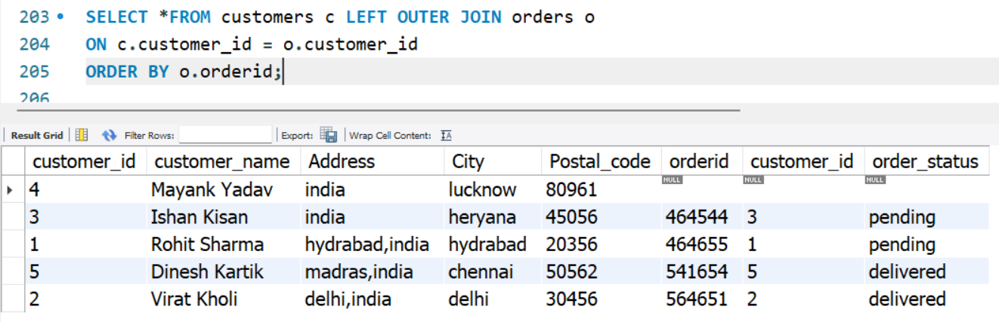 203 SELECT *FROM customers c LEFT OUTER JOIN orders o
204 ON c.customer_id = o.customer_id
205 ORDER BY o.orderid;
206
Result Grid Filter Rows: Export: Wrap Cell Content: IA
customer_id customer_name Address City Postal_code orderid customer_id order_status
4 Mayank Yadav india lucknow 80961 NULL NULL NULL
3 Ishan Kisan india heryana 45056 464544 3 pending
1 Rohit Sharma hydrabad,india hydrabad 20356 464655 1 pending
5 Dinesh Kartik madras,india chennai 50562 541654 5 delivered
2 Virat Kholi delhi,india delhi 30456 564651 2 delivered